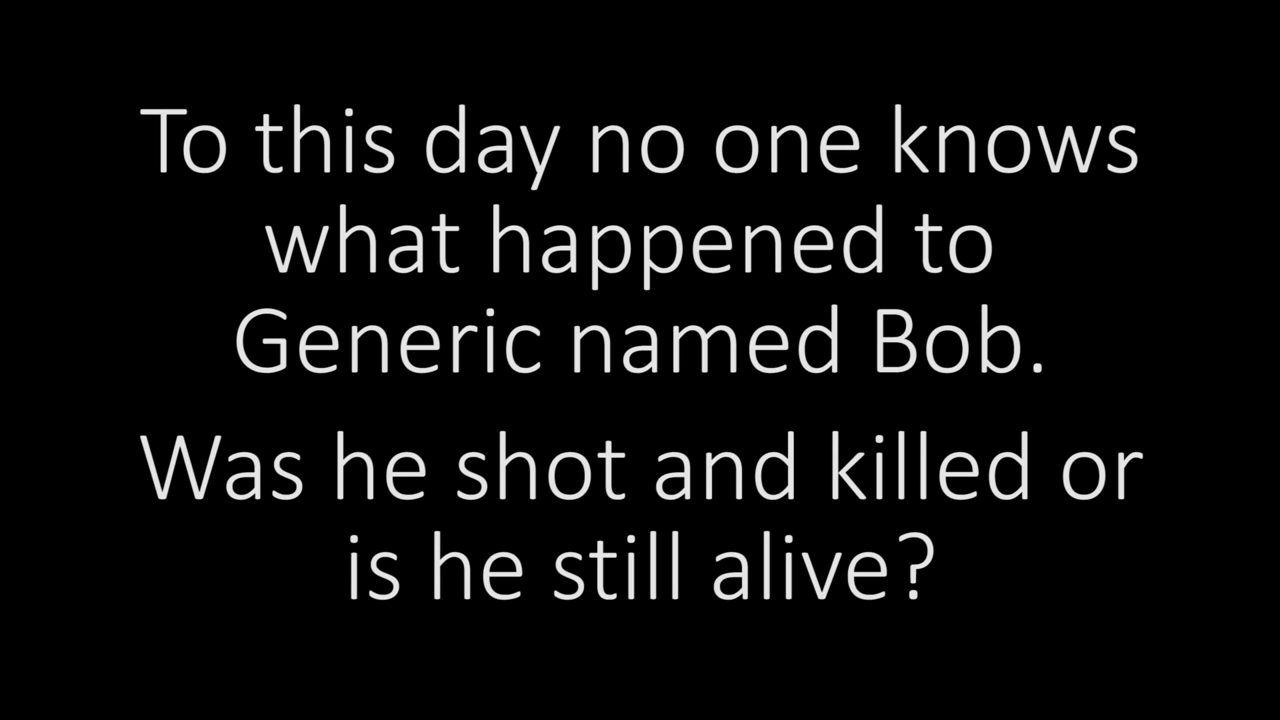 To this day no one knows
what happened to
Generic named Bob.
Was he shot and killed or
is he still alive?